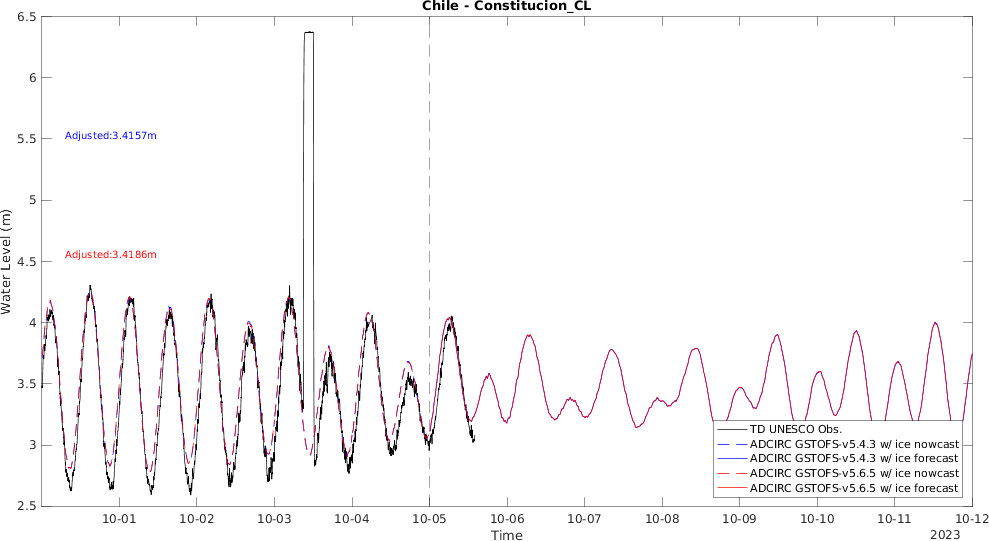 Chile - Constitucion_CL
6.5
6
5.5
5
4.5
4
3.5
3
2.5
Water Level (m)
Adjusted:3.4157m
Adjusted:3.4186m
TD UNESCO Obs.
ADCIRC GSTOFS-v5.4.3 w/ ice nowcast
ADCIRC GSTOFS-v5.4.3 w/ ice forecast
ADCIRC GSTOFS-v5.6.5 w/ ice nowcast
ADCIRC GSTOFS-v5.6.5 w/ ice forecast
10-01 10-02 10-03 10-04 10-05 10-06 10-07 10-08 10-09 10-10 10-11 10-12
Time
2023